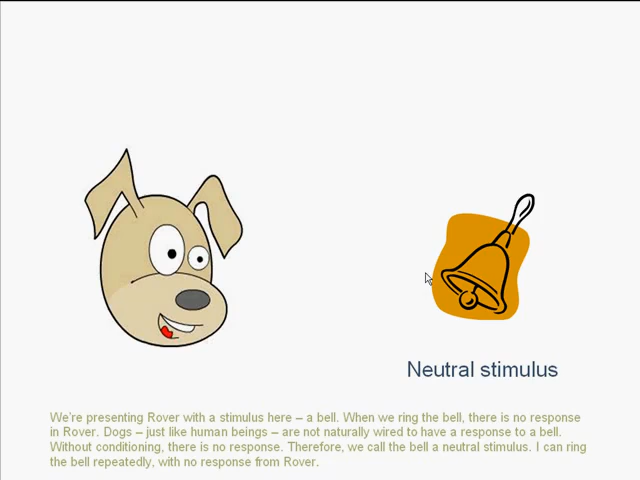 Neutral stimulus
We're presenting Rover with a stimulus here – a bell. When we ring the bell, there is no response
in Rover. Dogs – just like human beings – are not naturally wired to have a response to a bell.
Without conditioning, there is no response. Therefore, we call the bell a neutral stimulus. I can ring
the bell repeatedly, with no response from Rover.